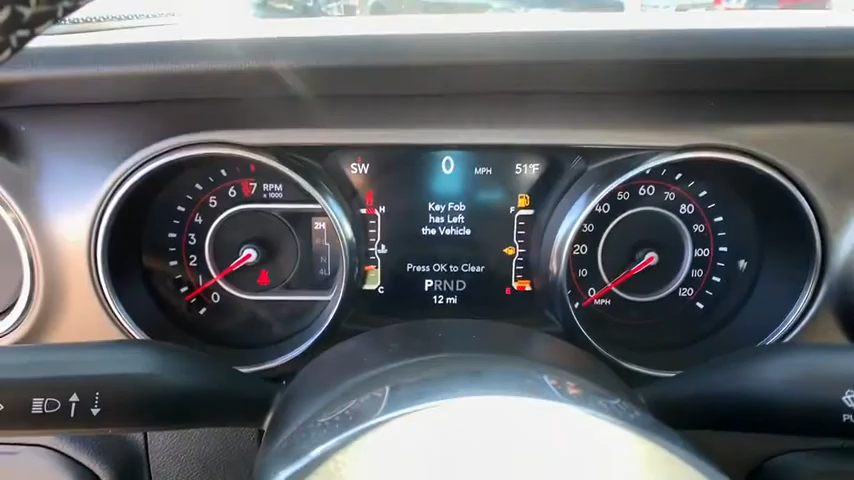 SW
0 MPH
51°F
Key Fob
has Left
the Vehicle
Press OK to Clear
PRND
12 mi
H
C
F
E
RPM
x 1000
1
2
3
4
5
6
7
2H
N
4L
0
20
30
40
50
60
70
80
90
100
110
120
MPH
10